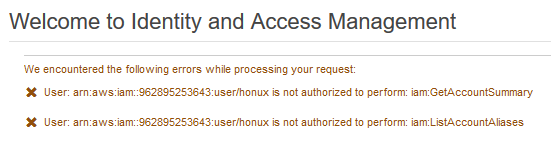 Welcome to Identity and Access Management
We encountered the following errors while processing your request:
User: arn:aws:iam::962895253643:user/honux is not authorized to perform: iam:GetAccountSummary
User: arn:aws:iam::962895253643:user/honux is not authorized to perform: iam:ListAccountAliases